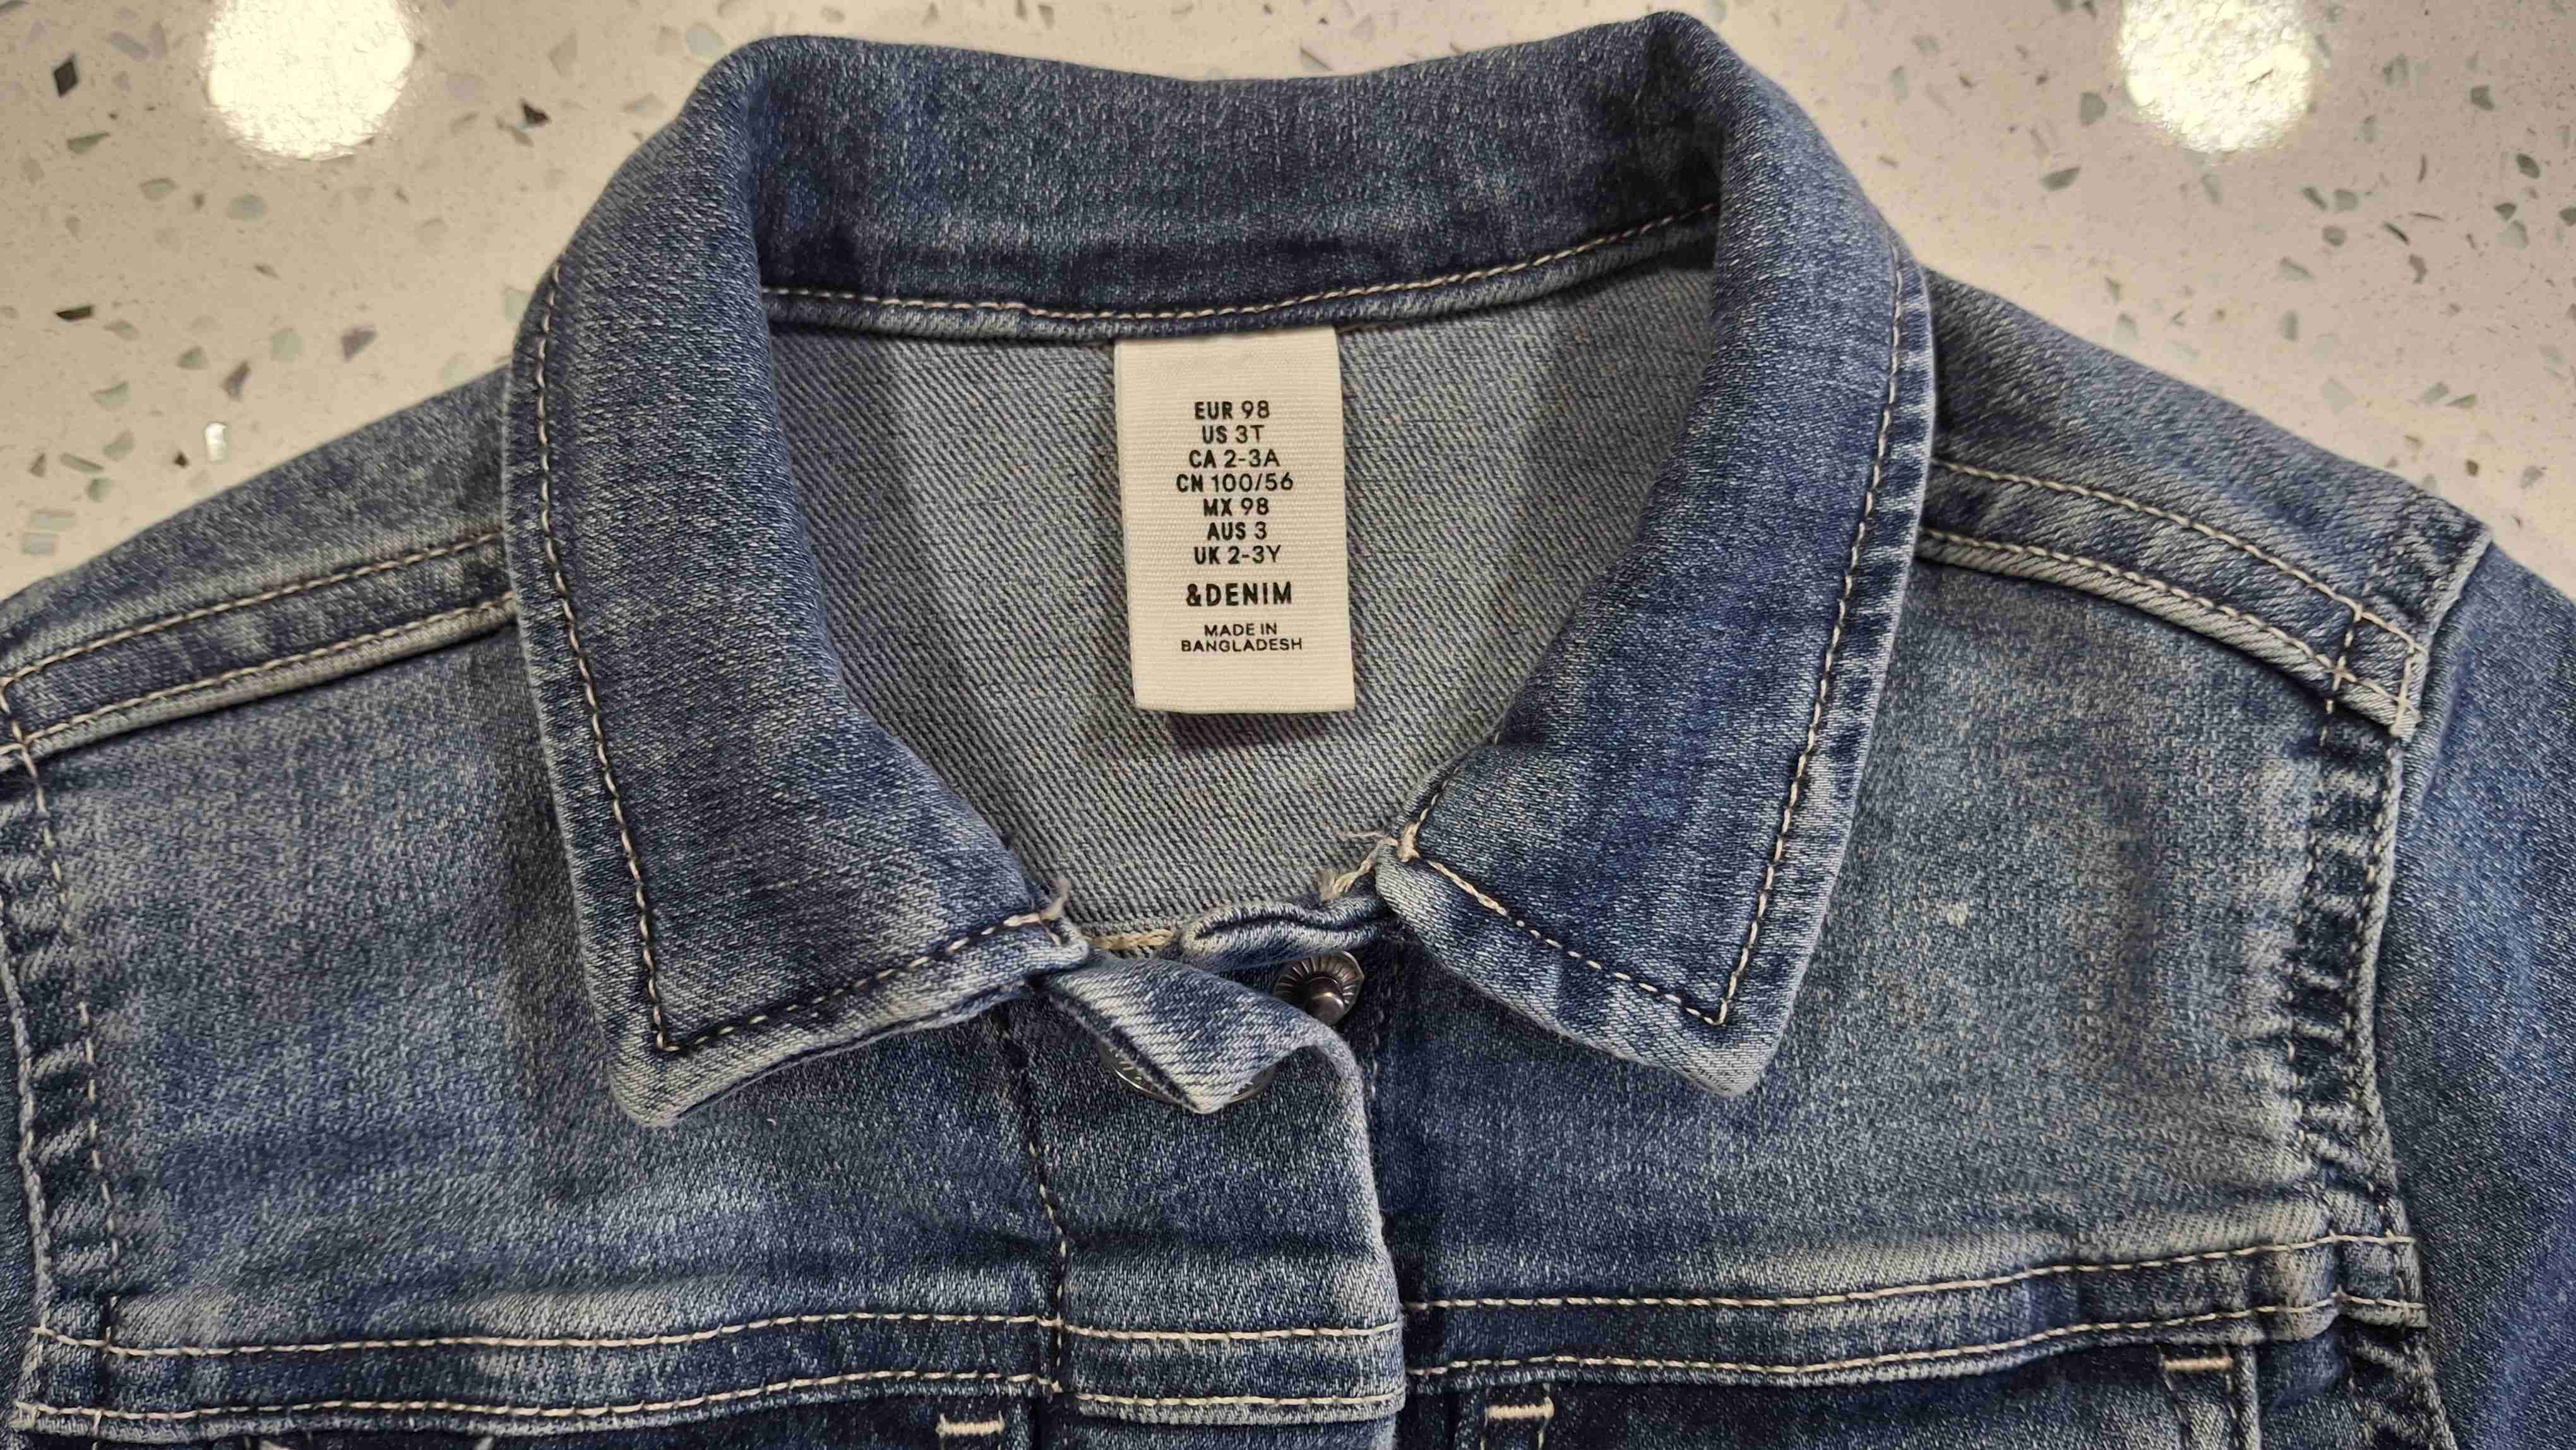 EUR 98
US 3T
CA 2-3A
CN 100/56
MX 98
AUS 3
UK 2-3Y
&DENIM
MADE IN
BANGLADESH